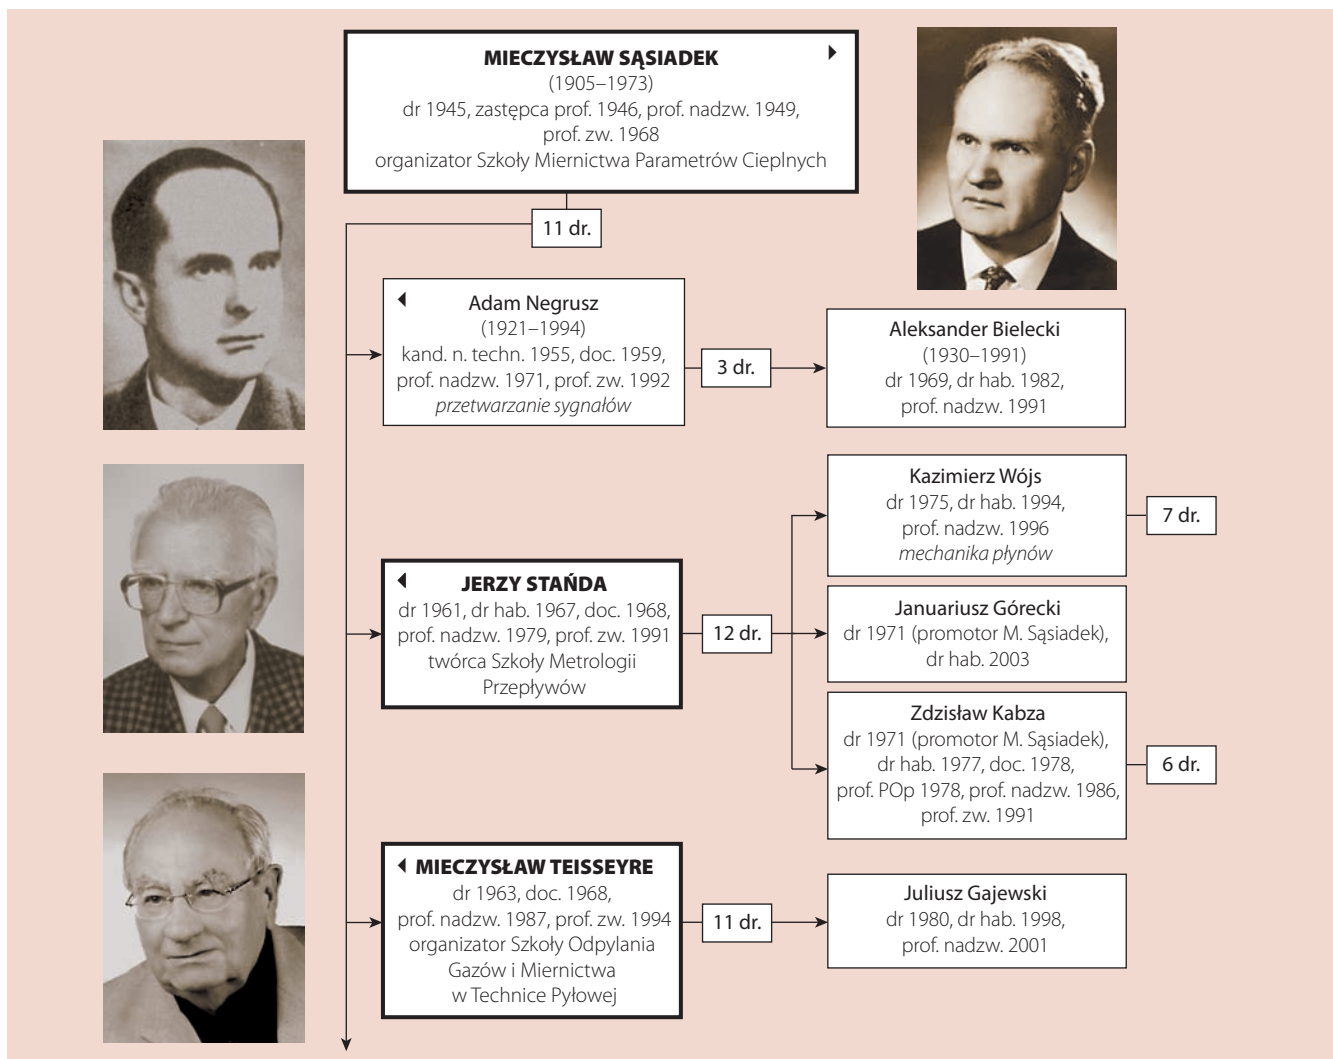 MIECZYSŁAW SĄSIADEK
(1905–1973)
dr 1945, zastępca prof. 1946, prof. nadzw. 1949,
prof. zw. 1968
organizator Szkoły Miernictwa Parametrów Cieplnych
11 dr.
Adam Negrusz
(1921–1994)
kand. n. techn. 1955, doc. 1959,
prof. nadzw. 1971, prof. zw. 1992
przetwarzanie sygnałów
3 dr.
Aleksander Bielecki
(1930–1991)
dr 1969, dr hab. 1982,
prof. nadzw. 1991
JERZY STAŃDA
dr 1961, dr hab. 1967, doc. 1968,
prof. nadzw. 1979, prof. zw. 1991
twórca Szkoły Metrologii
Przepływów
12 dr.
Kazimierz Wójs
dr 1975, dr hab. 1994,
prof. nadzw. 1996
mechanika płynów
7 dr.
Januariusz Górecki
dr 1971 (promotor M. Sąsiadek),
dr hab. 2003
Zdzisław Kabza
dr 1971 (promotor M. Sąsiadek),
dr hab. 1977, doc. 1978,
prof. POp 1978, prof. nadzw. 1986,
prof. zw. 1991
6 dr.
MIECZYSŁAW TEISSEYRE
dr 1963, doc. 1968,
prof. nadzw. 1987, prof. zw. 1994
organizator Szkoły Odpylania
Gazów i Miernictwa
w Technice Pyłowej
11 dr.
Juliusz Gajewski
dr 1980, dr hab. 1998,
prof. nadzw. 2001